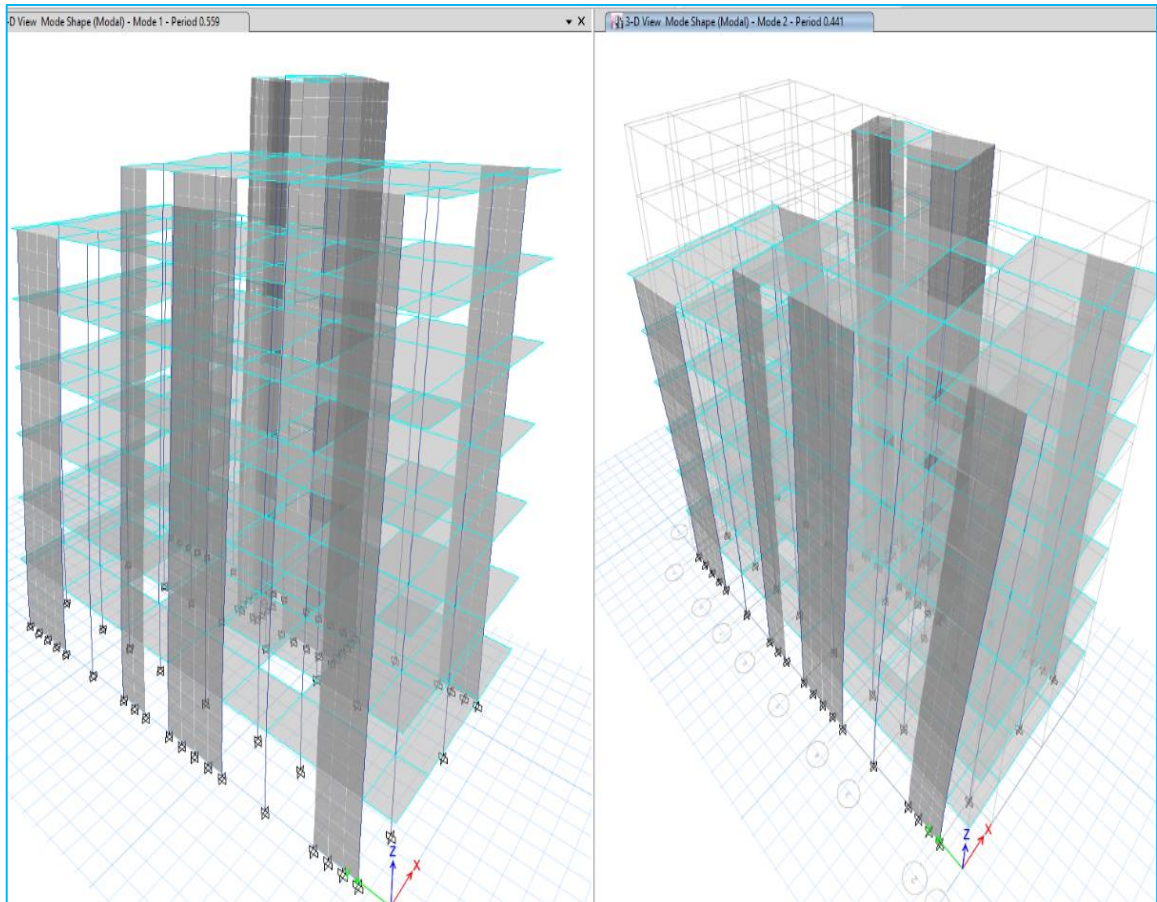 -D View Mode Shape (Modal) - Mode 1 - Period 0.559
3-D View Mode Shape (Modal) - Mode 2 - Period 0.441
Z
X
Z
X